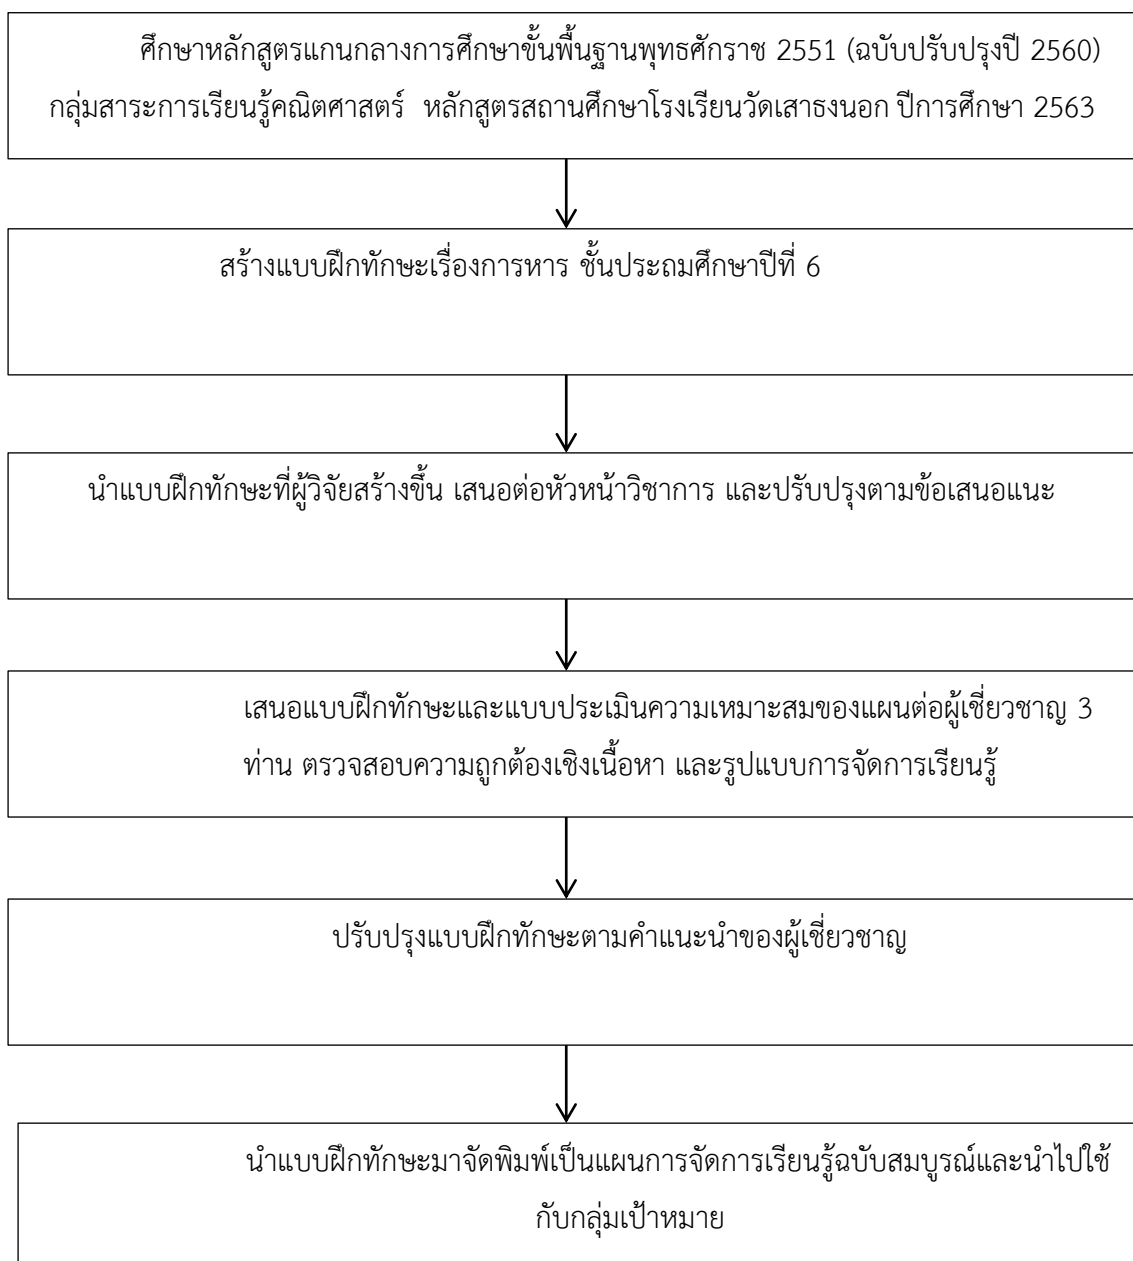 ศึกษาหลักสูตรแกนกลางการศึกษาขั้นพื้นฐานพุทธศักราช 2551 (ฉบับปรับปรุงปี 2560)
กลุ่มสาระการเรียนรู้คณิตศาสตร์ หลักสูตรสถานศึกษาโรงเรียนวัดเสาธงนอก ปีการศึกษา 2563
สร้างแบบฝึกทักษะเรื่องการหาร ชั้นประถมศึกษาปีที่ 6
นำแบบฝึกทักษะที่ผู้วิจัยสร้างขึ้น เสนอต่อหัวหน้าวิชาการ และปรับปรุงตามข้อเสนอแนะ
เสนอแบบฝึกทักษะและแบบประเมินความเหมาะสมของแผนต่อผู้เชี่ยวชาญ 3
ท่าน ตรวจสอบความถูกต้องเชิงเนื้อหา และรูปแบบการจัดการเรียนรู้
ปรับปรุงแบบฝึกทักษะตามคำแนะนำของผู้เชี่ยวชาญ
นำแบบฝึกทักษะมาจัดพิมพ์เป็นแผนการจัดการเรียนรู้ฉบับสมบูรณ์และนำไปใช้
กับกลุ่มเป้าหมาย